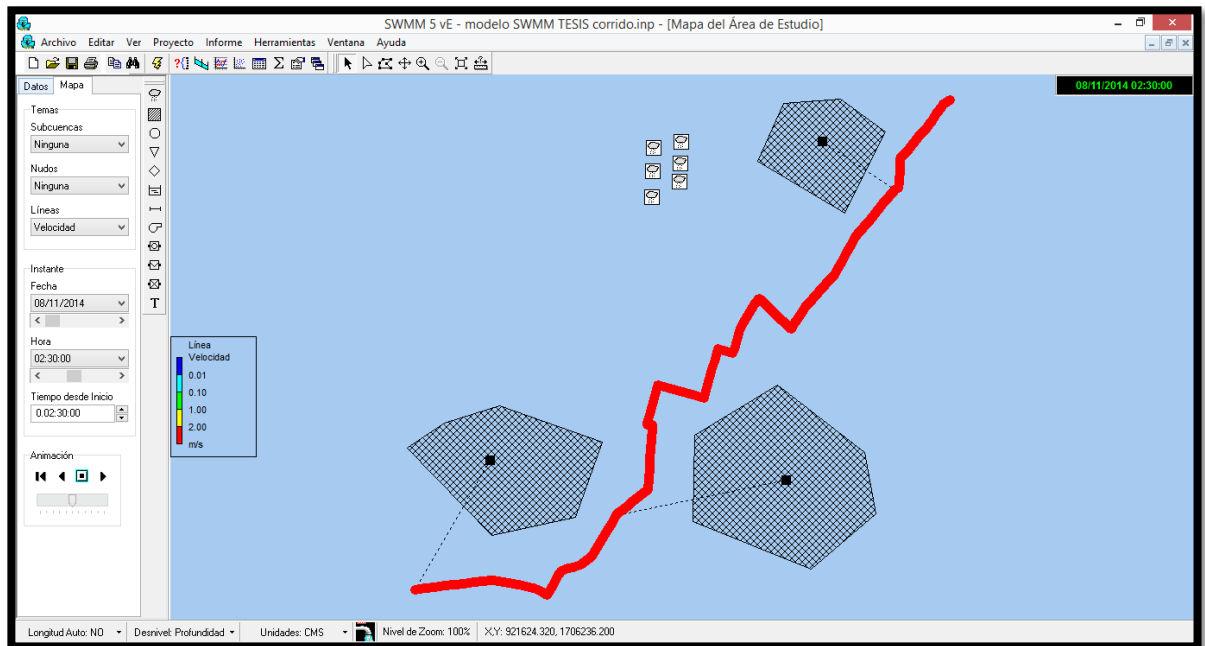 SWMM 5 vE - modelo SWMM TESIS corrido.inp - [Mapa del Área de Estudio]
Archivo Editar Ver Proyecto Informe Herramientas Ventana Ayuda
Datos Mapa
08/11/2014 02:30:00
Temas
Subcuencas
Ninguna
Nudos
Ninguna
Líneas
Velocidad
Instante
Fecha
08/11/2014
Hora
02:30:00
Tiempo desde Inicio
0.02:30:00
Animación
T
Línea
Velocidad
0.01
0.10
1.00
2.00
m/s
Longitud Auto: NO Desnivel: Profundidad Unidades: CMS Nivel de Zoom: 100% X,Y: 921624.320, 1706236.200